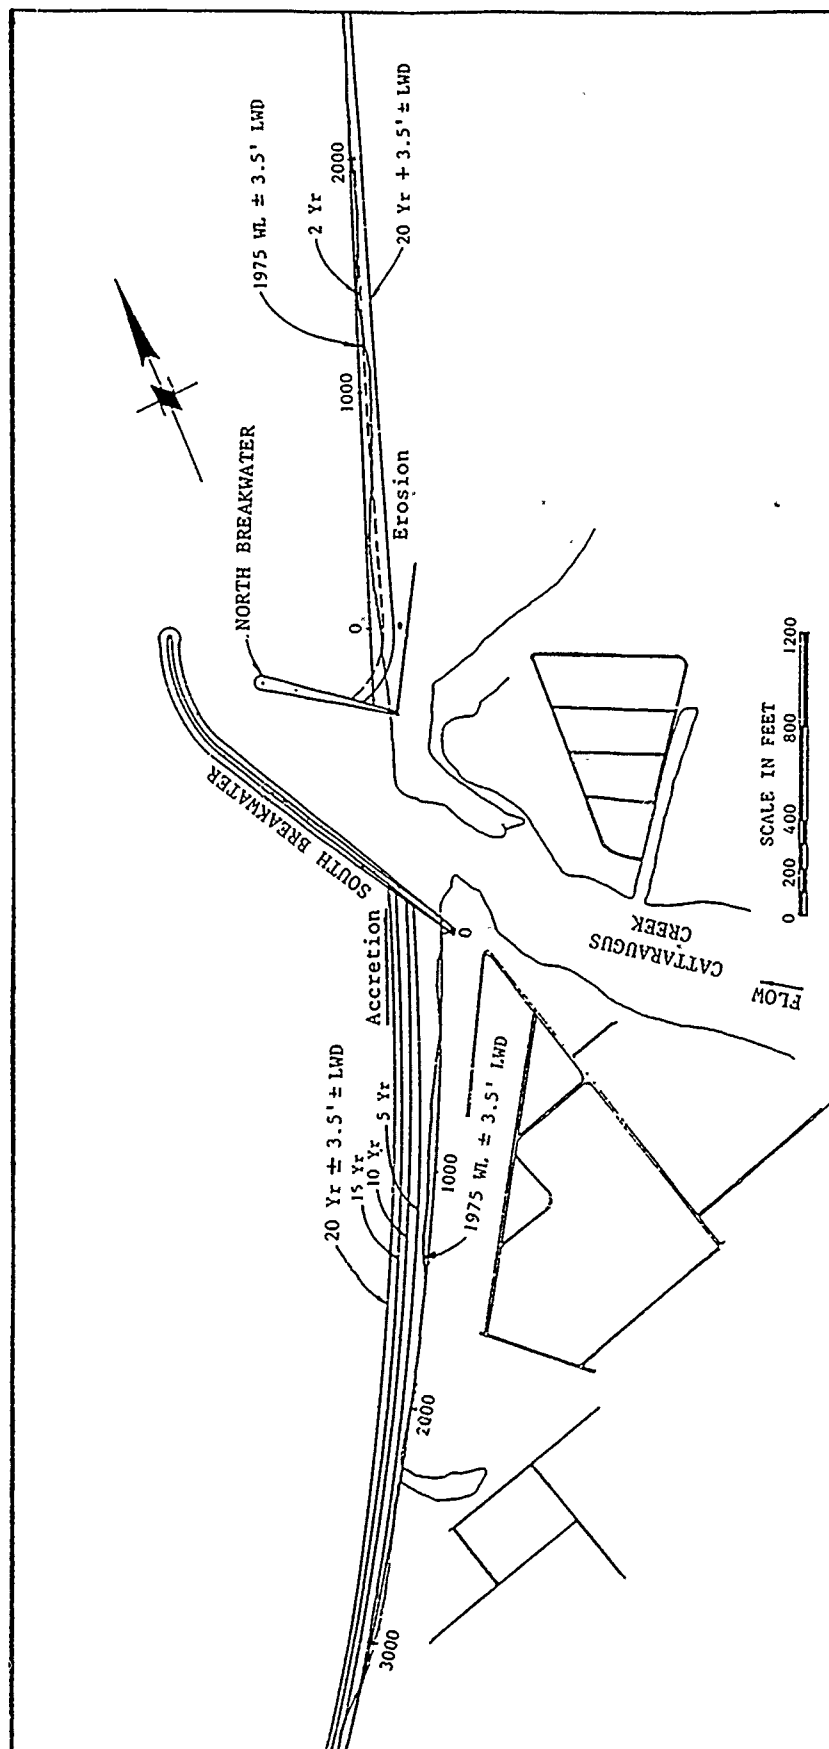 1975 WL ± 3.5' LWD
2 Yr
20 Yr + 3.5' ± LWD
2000
1000
0
NORTH BREAKWATER
Erosion
SOUTH BREAKWATER
Accretion
0
20 Yr ± 3.5' ± LWD
15 Yr
10 Yr
5 Yr
1000
1975 WL ± 3.5' LWD
2000
3000
CATTARAUGUS
CREEK
FLOW
SCALE IN FEET
0 200 400 800 1200